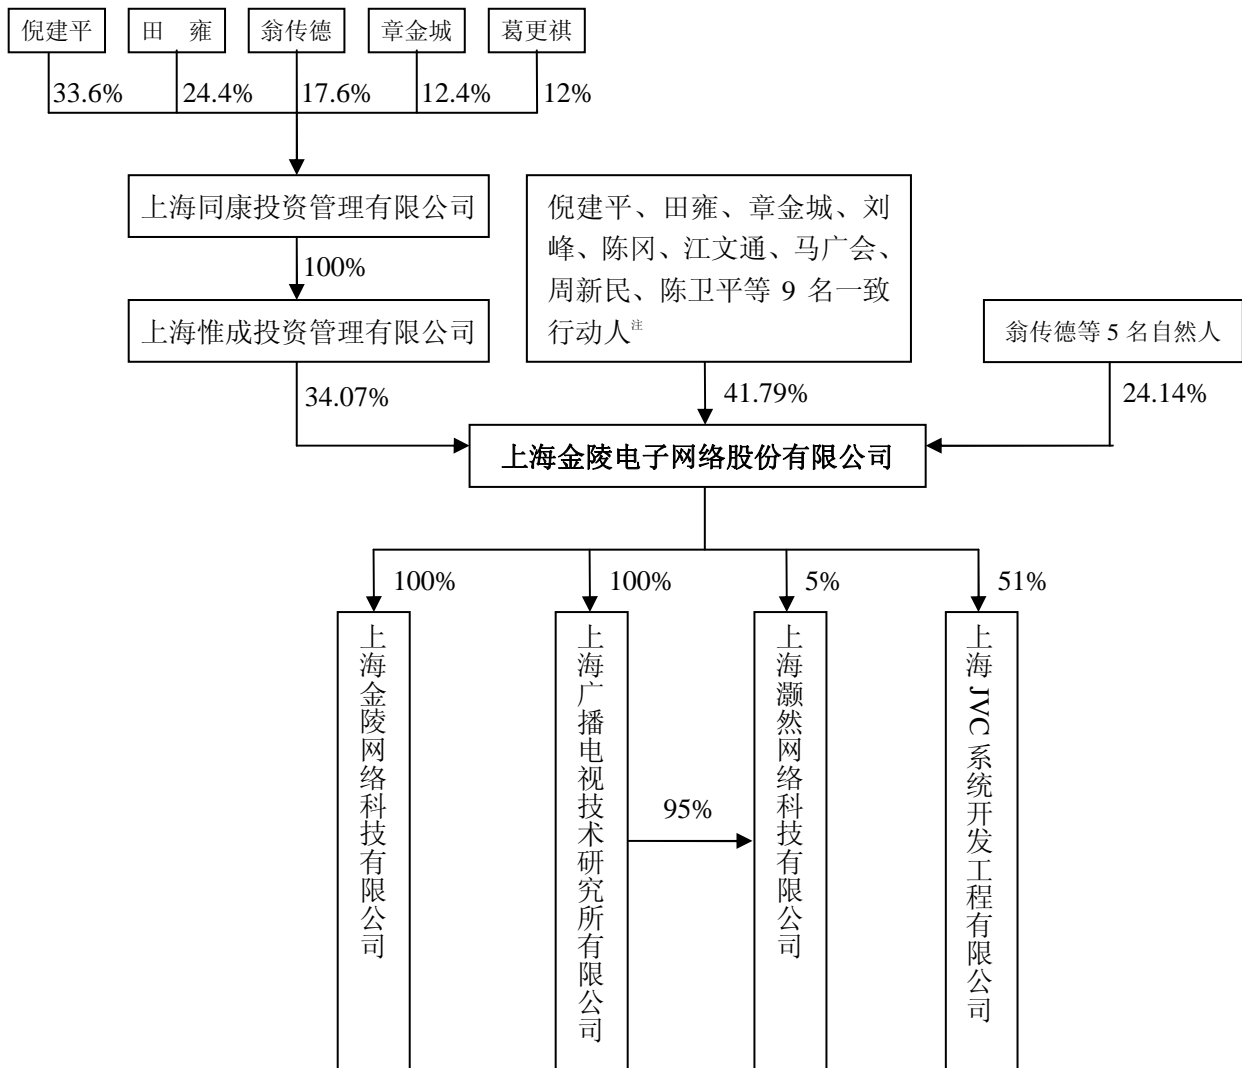 倪建平
田　雍
翁传德
章金城
葛更祺
33.6%
24.4%
17.6%
12.4%
12%
上海同康投资管理有限公司
100%
上海惟成投资管理有限公司
34.07%
倪建平、田雍、章金城、刘
峰、陈冈、江文通、马广会、
周新民、陈卫平等 9 名一致
行动人注
41.79%
翁传德等 5 名自然人
24.14%
上海金陵电子网络股份有限公司
100%
100%
5%
51%
上海金陵网络科技有限公司
上海广播电视技术研究所有限公司
95%
上海灏然网络科技有限公司
上海 JVC 系统开发工程有限公司